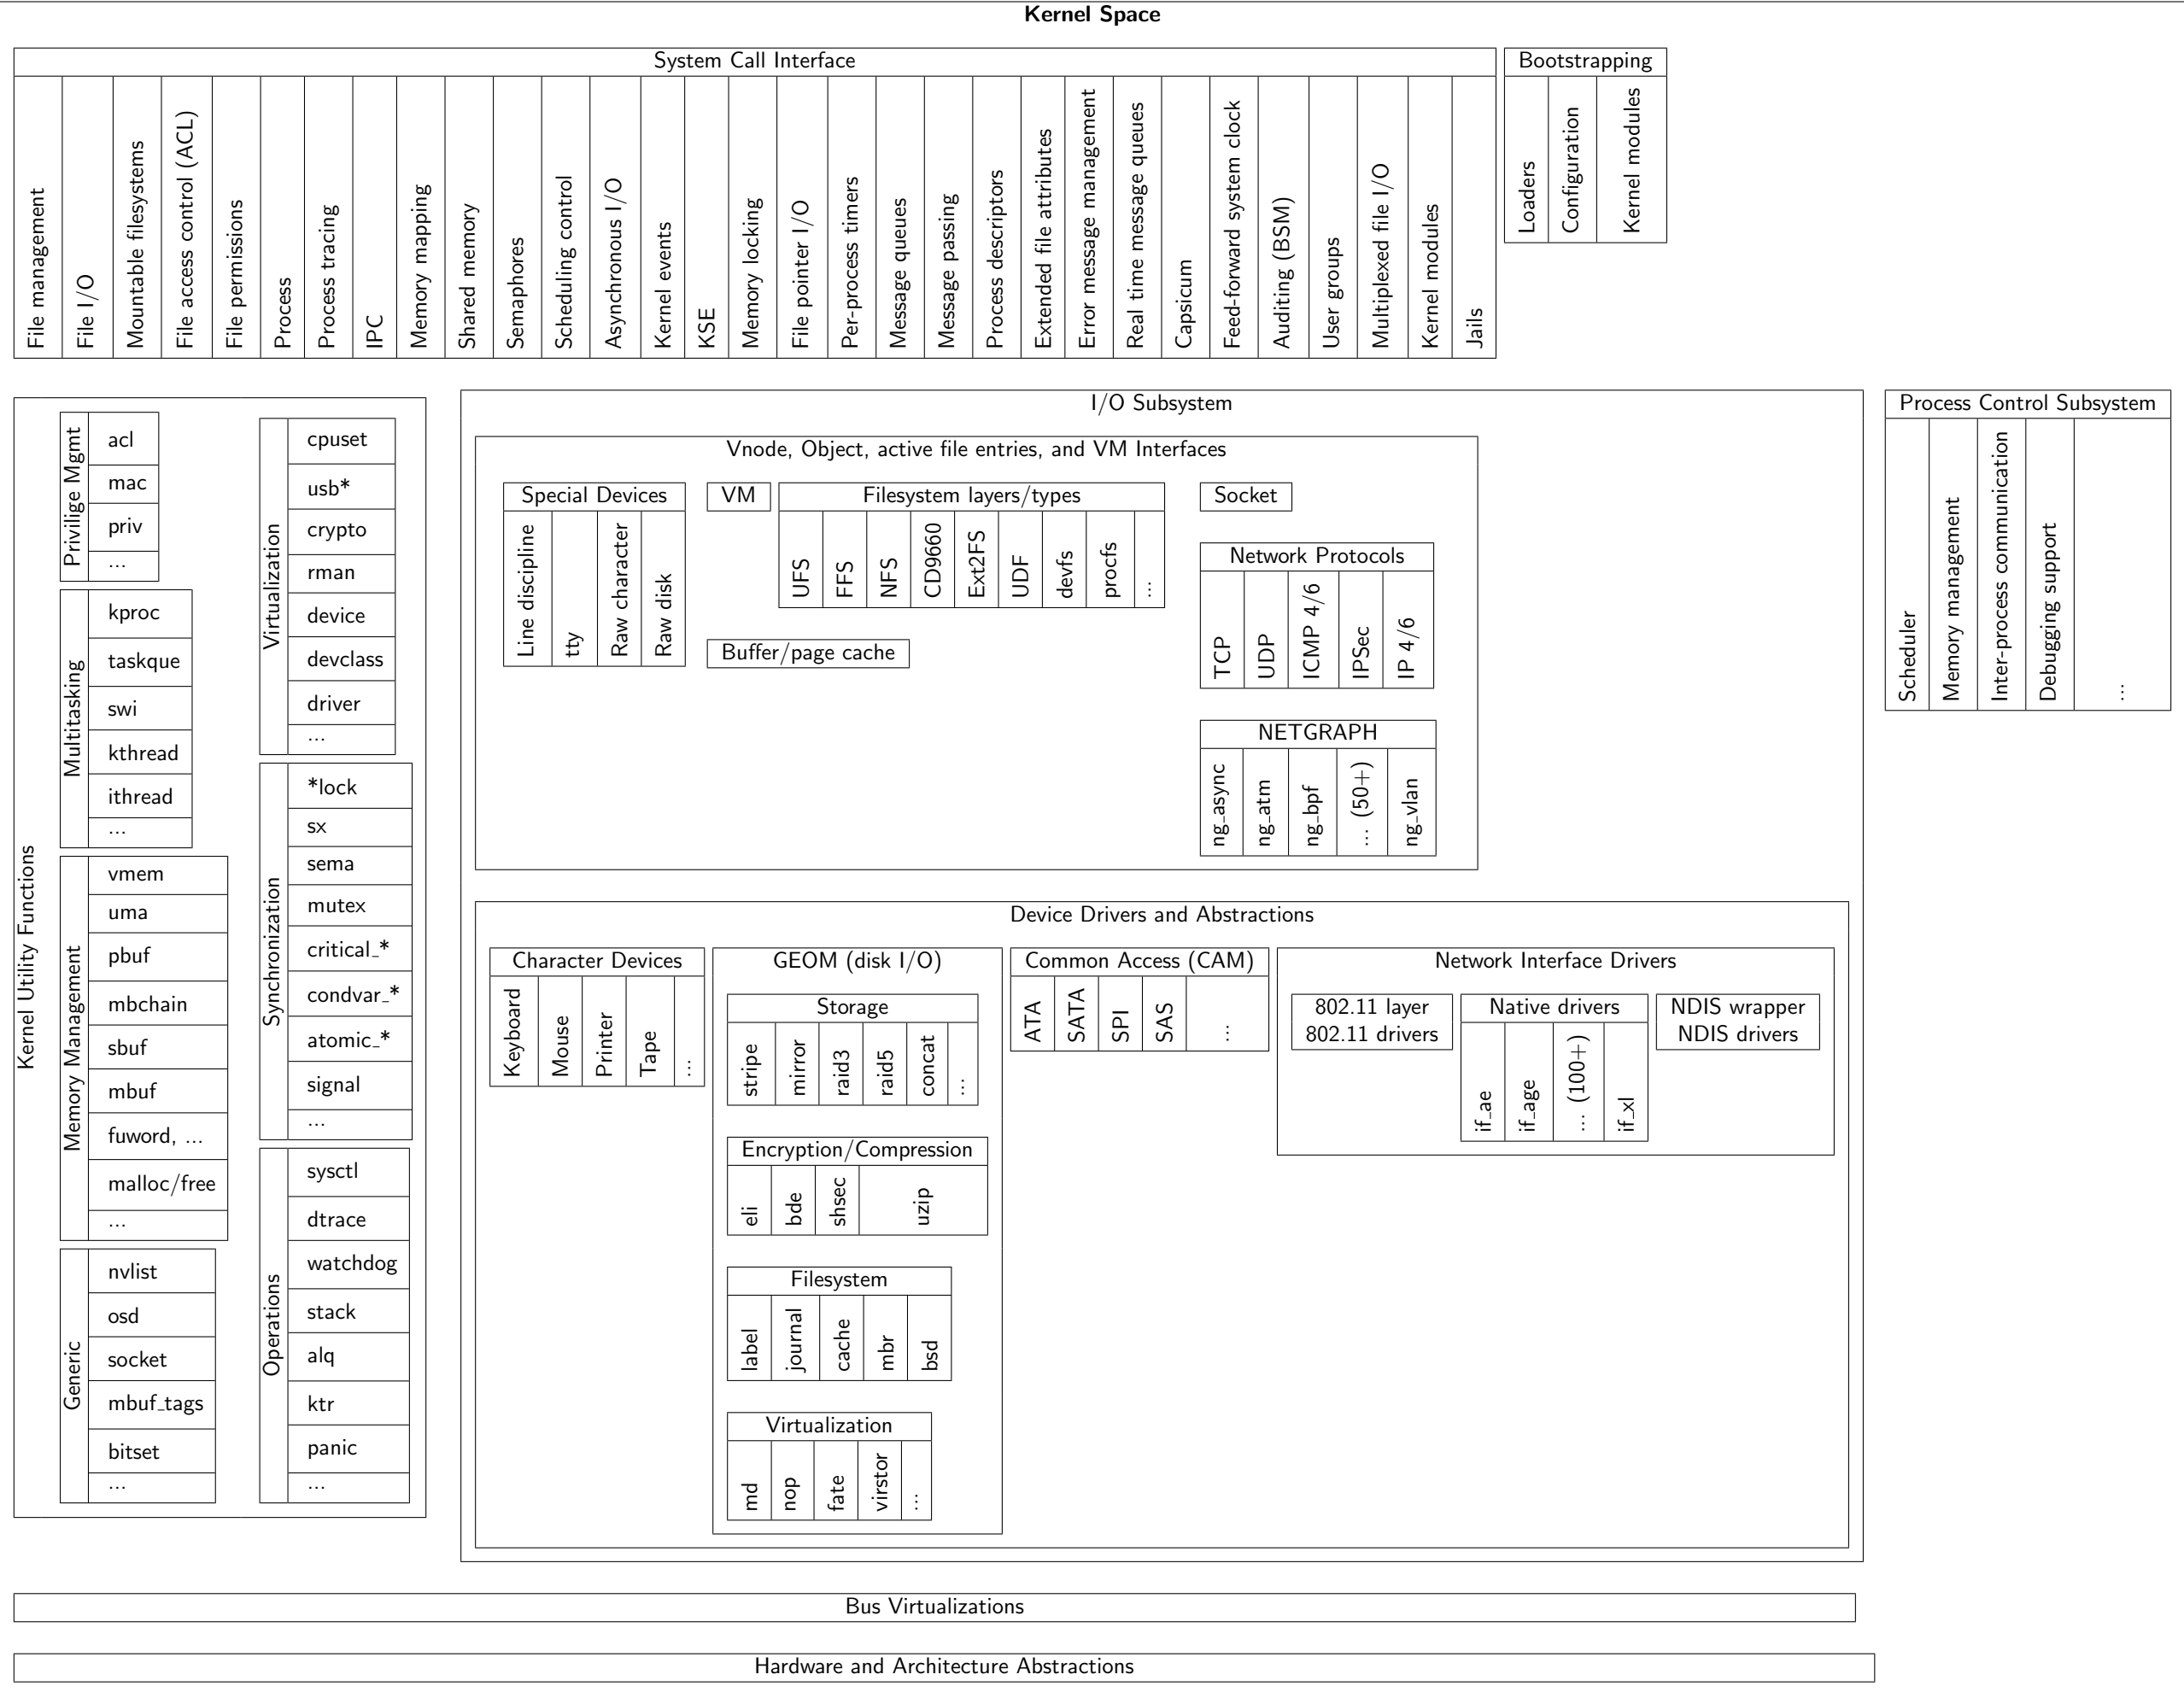 Kernel Space
System Call Interface
File management
File I/O
Mountable filesystems
File access control (ACL)
File permissions
Process
Process tracing
IPC
Memory mapping
Shared memory
Semaphores
Scheduling control
Asynchronous I/O
Kernel events
KSE
Memory locking
File pointer I/O
Per-process timers
Message queues
Message passing
Process descriptors
Extended file attributes
Error message management
Real time message queues
Capsicum
Feed-forward system clock
Auditing (BSM)
User groups
Multiplexed file I/O
Kernel modules
Jails
Bootstrapping
Loaders
Configuration
Kernel modules
Kernel Utility Functions
Privilige Mgmt
acl
mac
priv
...
Multitasking
kproc
taskque
swi
kthread
ithread
...
Memory Management
vmem
uma
pbuf
mbchain
sbuf
mbuf
fuword, ...
malloc/free
...
Generic
nvlist
osd
socket
mbuf_tags
bitset
...
Virtualization
cpuset
usb*
crypto
rman
device
devclass
driver
...
Synchronization
*lock
sx
sema
mutex
critical_*
condvar_*
atomic_*
signal
...
Operations
sysctl
dtrace
watchdog
stack
alq
ktr
panic
...
I/O Subsystem
Vnode, Object, active file entries, and VM Interfaces
Special Devices
Line discipline
tty
Raw character
Raw disk
VM
Filesystem layers/types
UFS
FFS
NFS
CD9660
Ext2FS
UDF
devfs
procfs
...
Buffer/page cache
Socket
Network Protocols
TCP
UDP
ICMP 4/6
IPSec
IP 4/6
NETGRAPH
ng_async
ng_atm
ng_bpf
... (50+)
ng_vlan
Device Drivers and Abstractions
Character Devices
Keyboard
Mouse
Printer
Tape
...
GEOM (disk I/O)
Storage
stripe
mirror
raid3
raid5
concat
...
Encryption/Compression
eli
bde
shsec
uzip
Filesystem
label
journal
cache
mbr
bsd
Virtualization
md
nop
fate
virstor
...
Common Access (CAM)
ATA
SATA
SPI
SAS
...
Network Interface Drivers
802.11 layer
802.11 drivers
Native drivers
if_ae
if_age
... (100+)
if_xl
NDIS wrapper
NDIS drivers
Process Control Subsystem
Scheduler
Memory management
Inter-process communication
Debugging support
...
Bus Virtualizations
Hardware and Architecture Abstractions